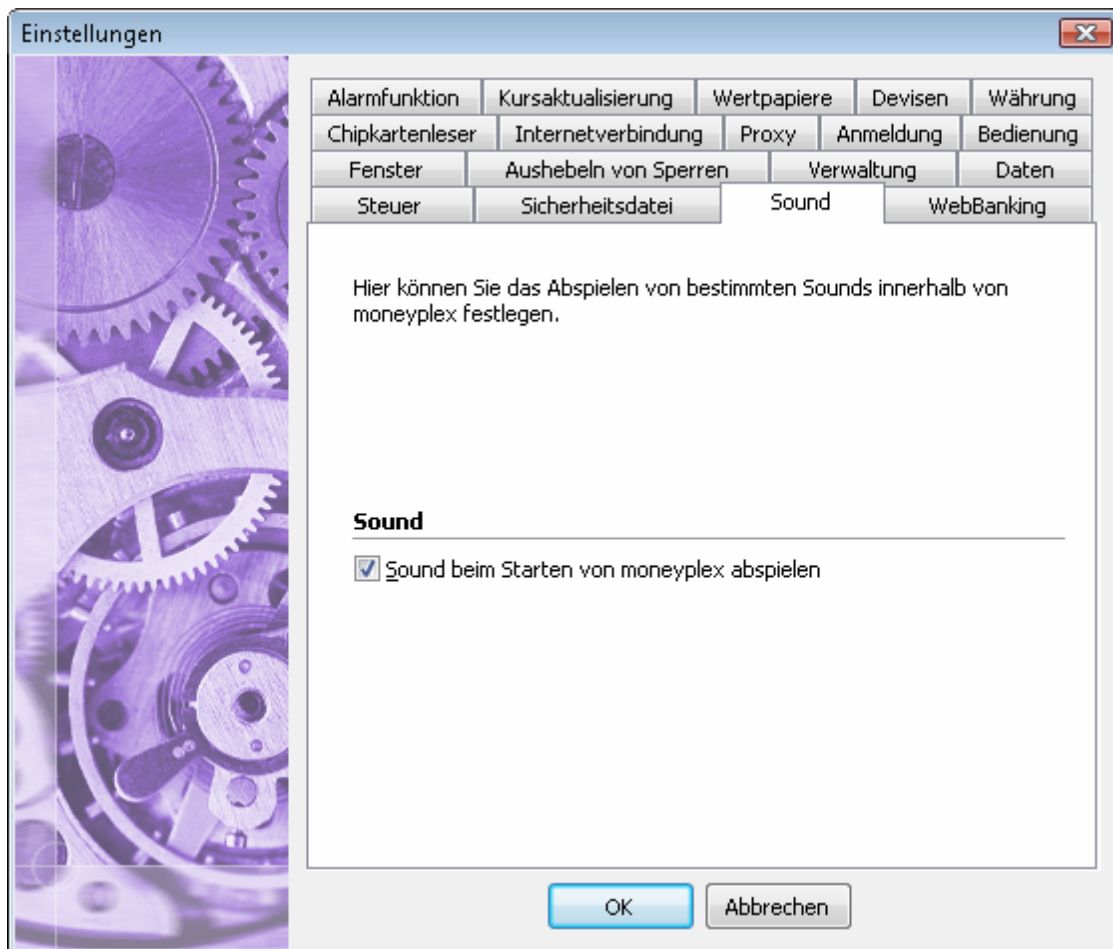 Einstellungen
Alarmfunktion Kursaktualisierung Wertpapiere Devisen Währung
Chipkartenleser Internetverbindung Proxy Anmeldung Bedienung
Fenster Aushebeln von Sperren Verwaltung Daten
Steuer Sicherheitsdatei Sound WebBanking
Hier können Sie das Abspielen von bestimmten Sounds innerhalb von
moneyplex festlegen.
Sound
Sound beim Starten von moneyplex abspielen
OK Abbrechen